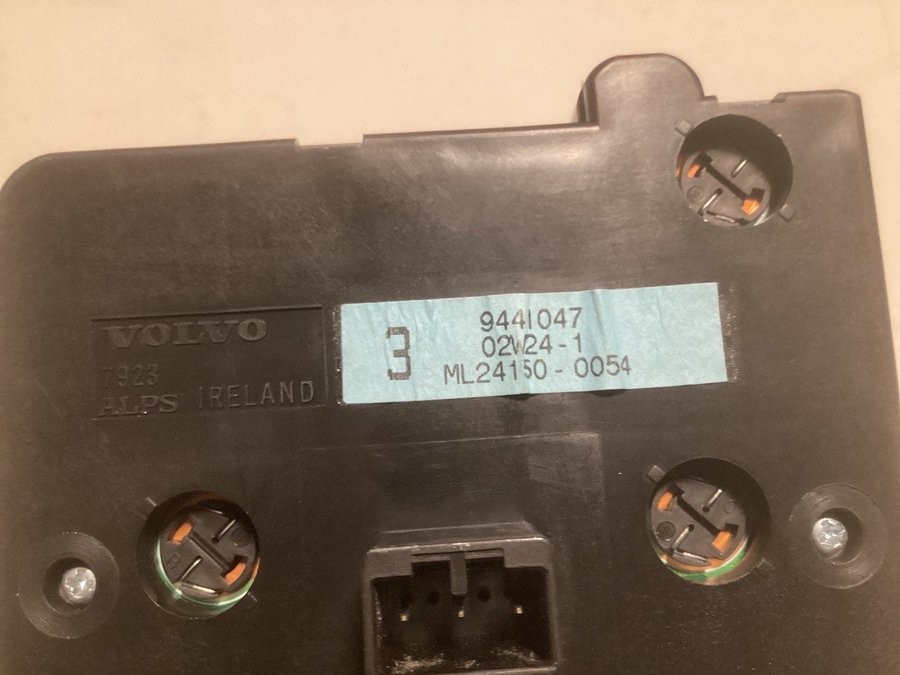 VOLVO
7923
ALPS IRELAND
3
9441047
02W24-1
ML24150-0054